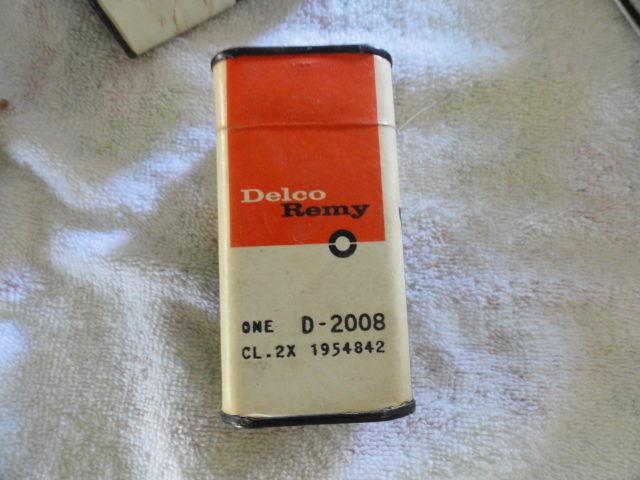 Delco
Remy
ONE D-2008
CL.2X 1954842